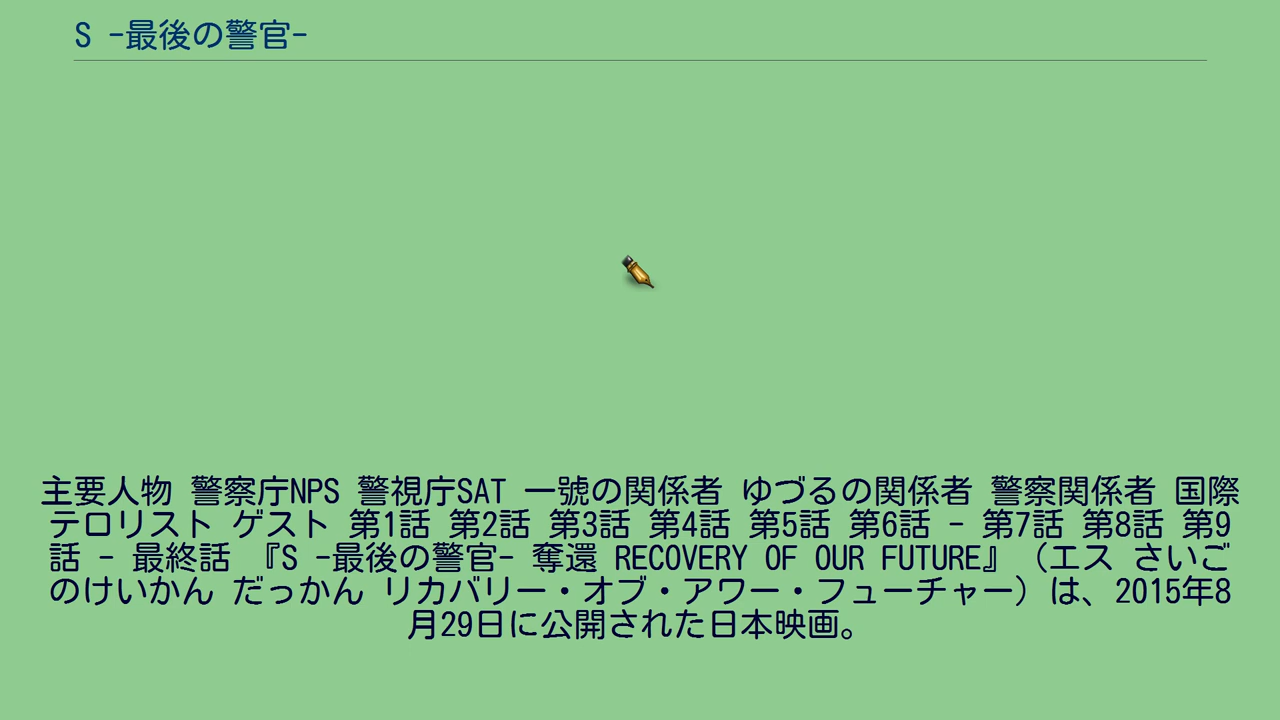 S -最後の警官-
主要人物 警察庁NPS 警視庁SAT 一號の関係者 ゆづるの関係者 警察関係者 国際
テロリスト ゲスト 第1話 第2話 第3話 第4話 第5話 第6話 - 第7話 第8話 第9
話 - 最終話 『S -最後の警官- 奪還 RECOVERY OF OUR FUTURE』（エス さいご
のけいかん だっかん リカバリー・オブ・アワー・フューチャー）は、2015年8
月29日に公開された日本映画。